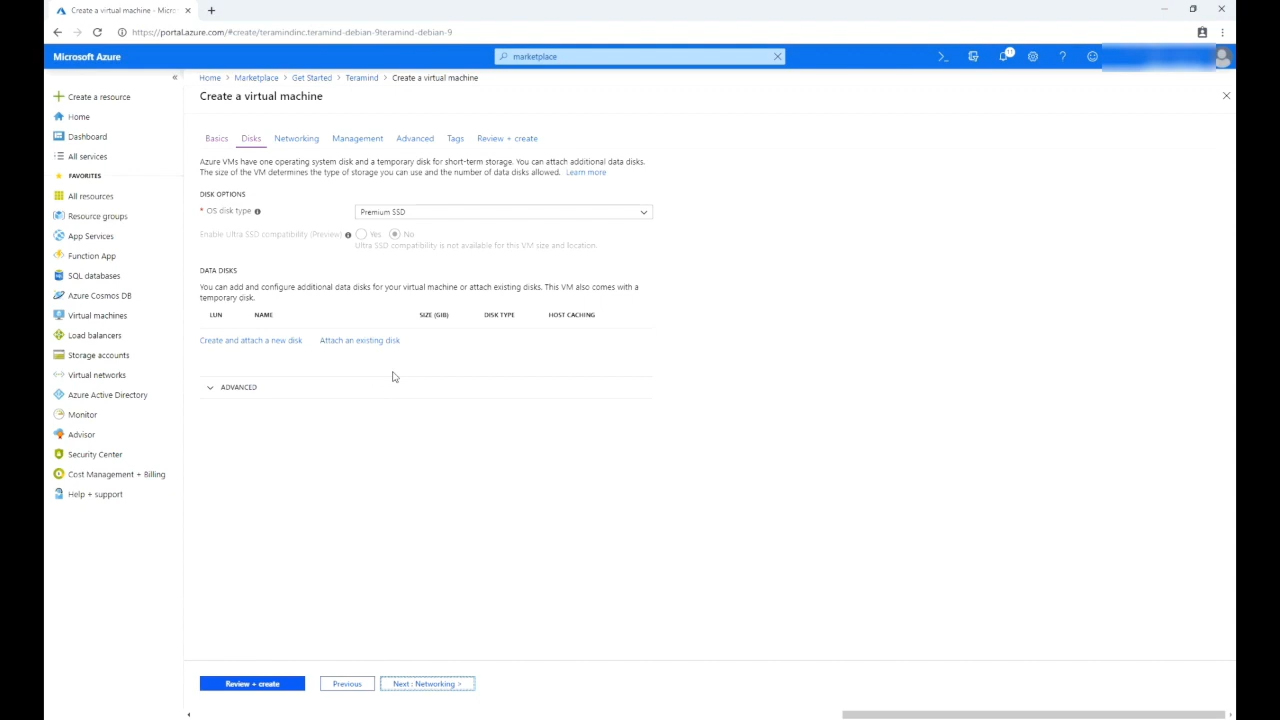 Create a virtual machine - Micro
https://portal.azure.com/#create/teramindinc.teramind-debian-9teramind-debian-9
Microsoft Azure
marketplace
11
Home > Marketplace > Get Started > Teramind > Create a virtual machine
Create a virtual machine
Create a resource
Home
Dashboard
All services
FAVORITES
All resources
Resource groups
App Services
Function App
SQL databases
Azure Cosmos DB
Virtual machines
Load balancers
Storage accounts
Virtual networks
Azure Active Directory
Monitor
Advisor
Security Center
Cost Management + Billing
Help + support
Basics Disks Networking Management Advanced Tags Review + create
Azure VMs have one operating system disk and a temporary disk for short-term storage. You can attach additional data disks.
The size of the VM determines the type of storage you can use and the number of data disks allowed. Learn more
DISK OPTIONS
* OS disk type Premium SSD
Enable Ultra SSD compatibility (Preview) Yes No
Ultra SSD compatibility is not available for this VM size and location.
DATA DISKS
You can add and configure additional data disks for your virtual machine or attach existing disks. This VM also comes with a
temporary disk.
LUN NAME SIZE (GIB) DISK TYPE HOST CACHING
Create and attach a new disk Attach an existing disk
ADVANCED
Review + create Previous Next : Networking >